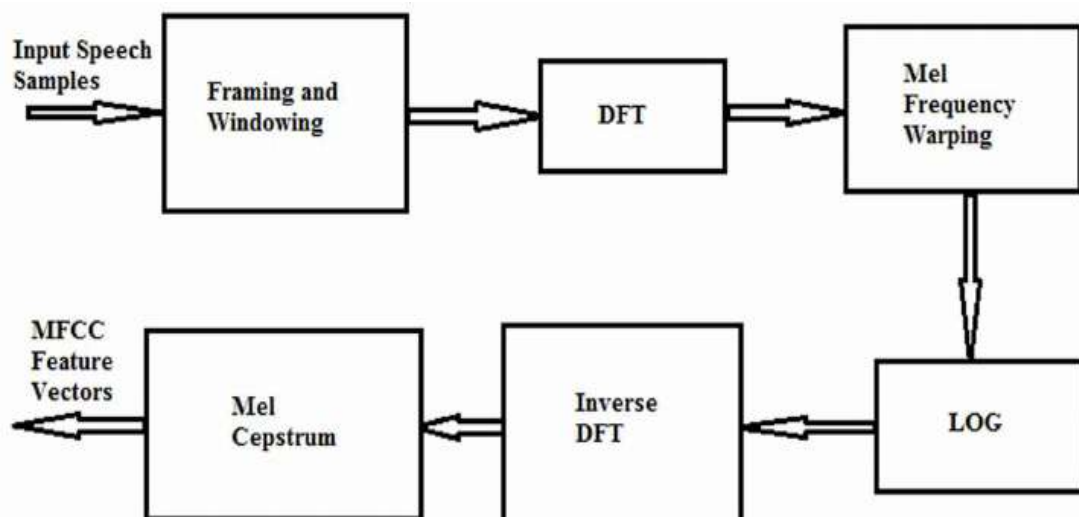 Input Speech
Samples
Framing and
Windowing
DFT
Mel
Frequency
Warping
LOG
Inverse
DFT
Mel
Cepstrum
MFCC
Feature
Vectors